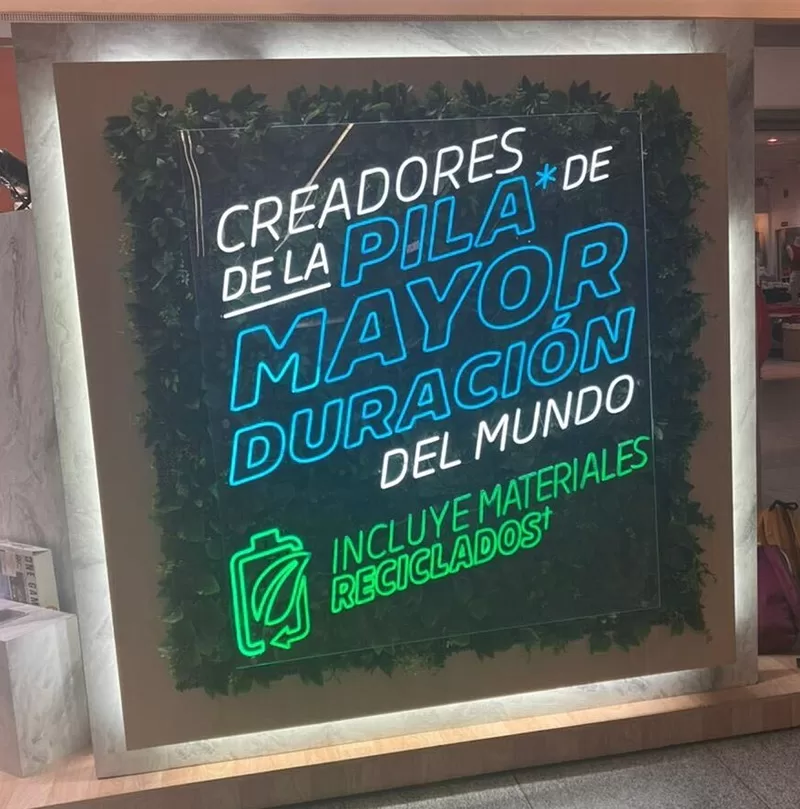 CREADORES
DE LA PILA* DE
MAYOR
DURACIÓN
DEL MUNDO
INCLUYE MATERIALES
RECICLADOS†